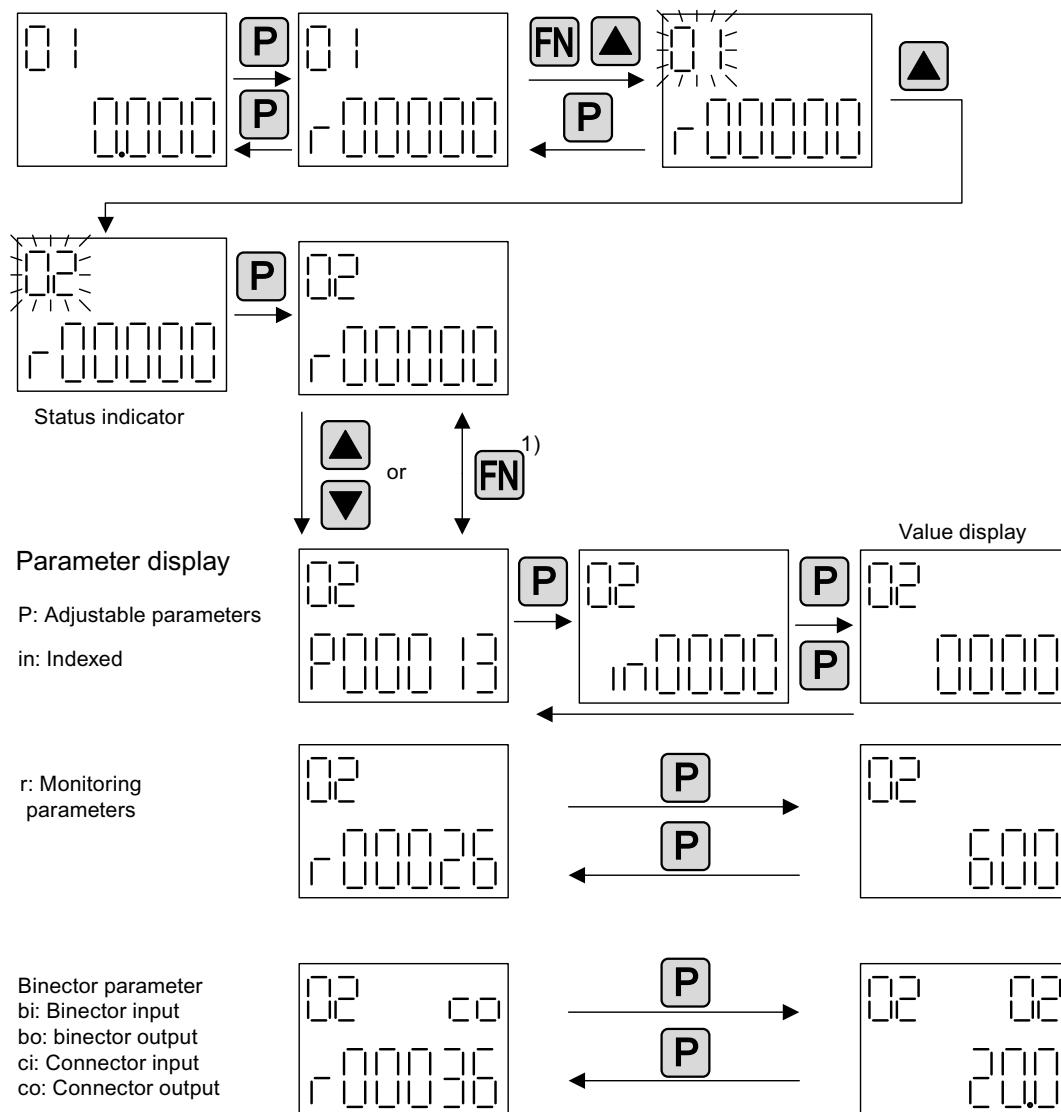 01 P 01 FN 01
0.000 P r00000 P r00000
02 P 02
r00000 r00000
Status indicator
or FN 1)
Value display
Parameter display
02 P 02 P 02
P: Adjustable parameters
in: Indexed
P00013 in0000 P 0000
r: Monitoring
parameters
02 P 02
r00026 P 600
Binector parameter
bi: Binector input
bo: binector output
ci: Connector input
co: Connector output
02 co P 02 02
r00036 P 20.0